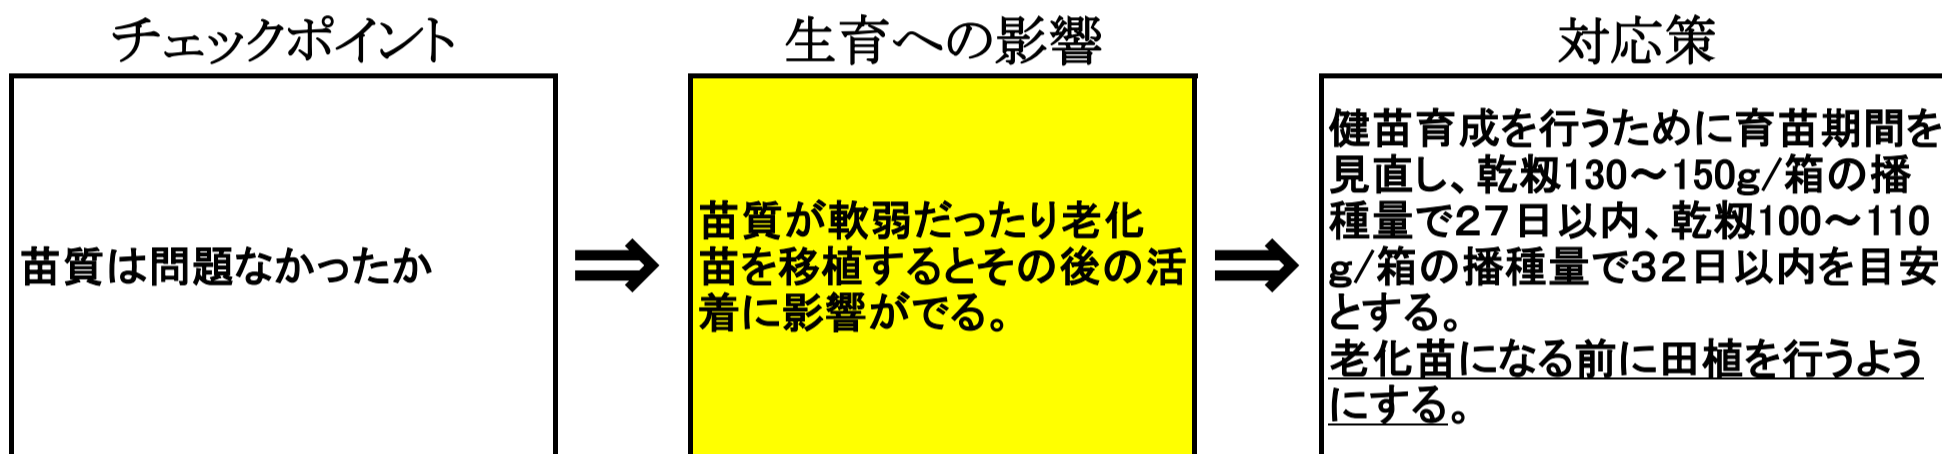 チェックポイント
生育への影響
対応策
苗質は問題なかったか
⇒
苗質が軟弱だったり老化
苗を移植するとその後の活
着に影響がでる。
⇒
健苗育成を行うために育苗期間を
見直し、乾籾130～150g/箱の播
種量で２７日以内、乾籾100～110
g/箱の播種量で３２日以内を目安
とする。
老化苗になる前に田植を行うよう
にする。